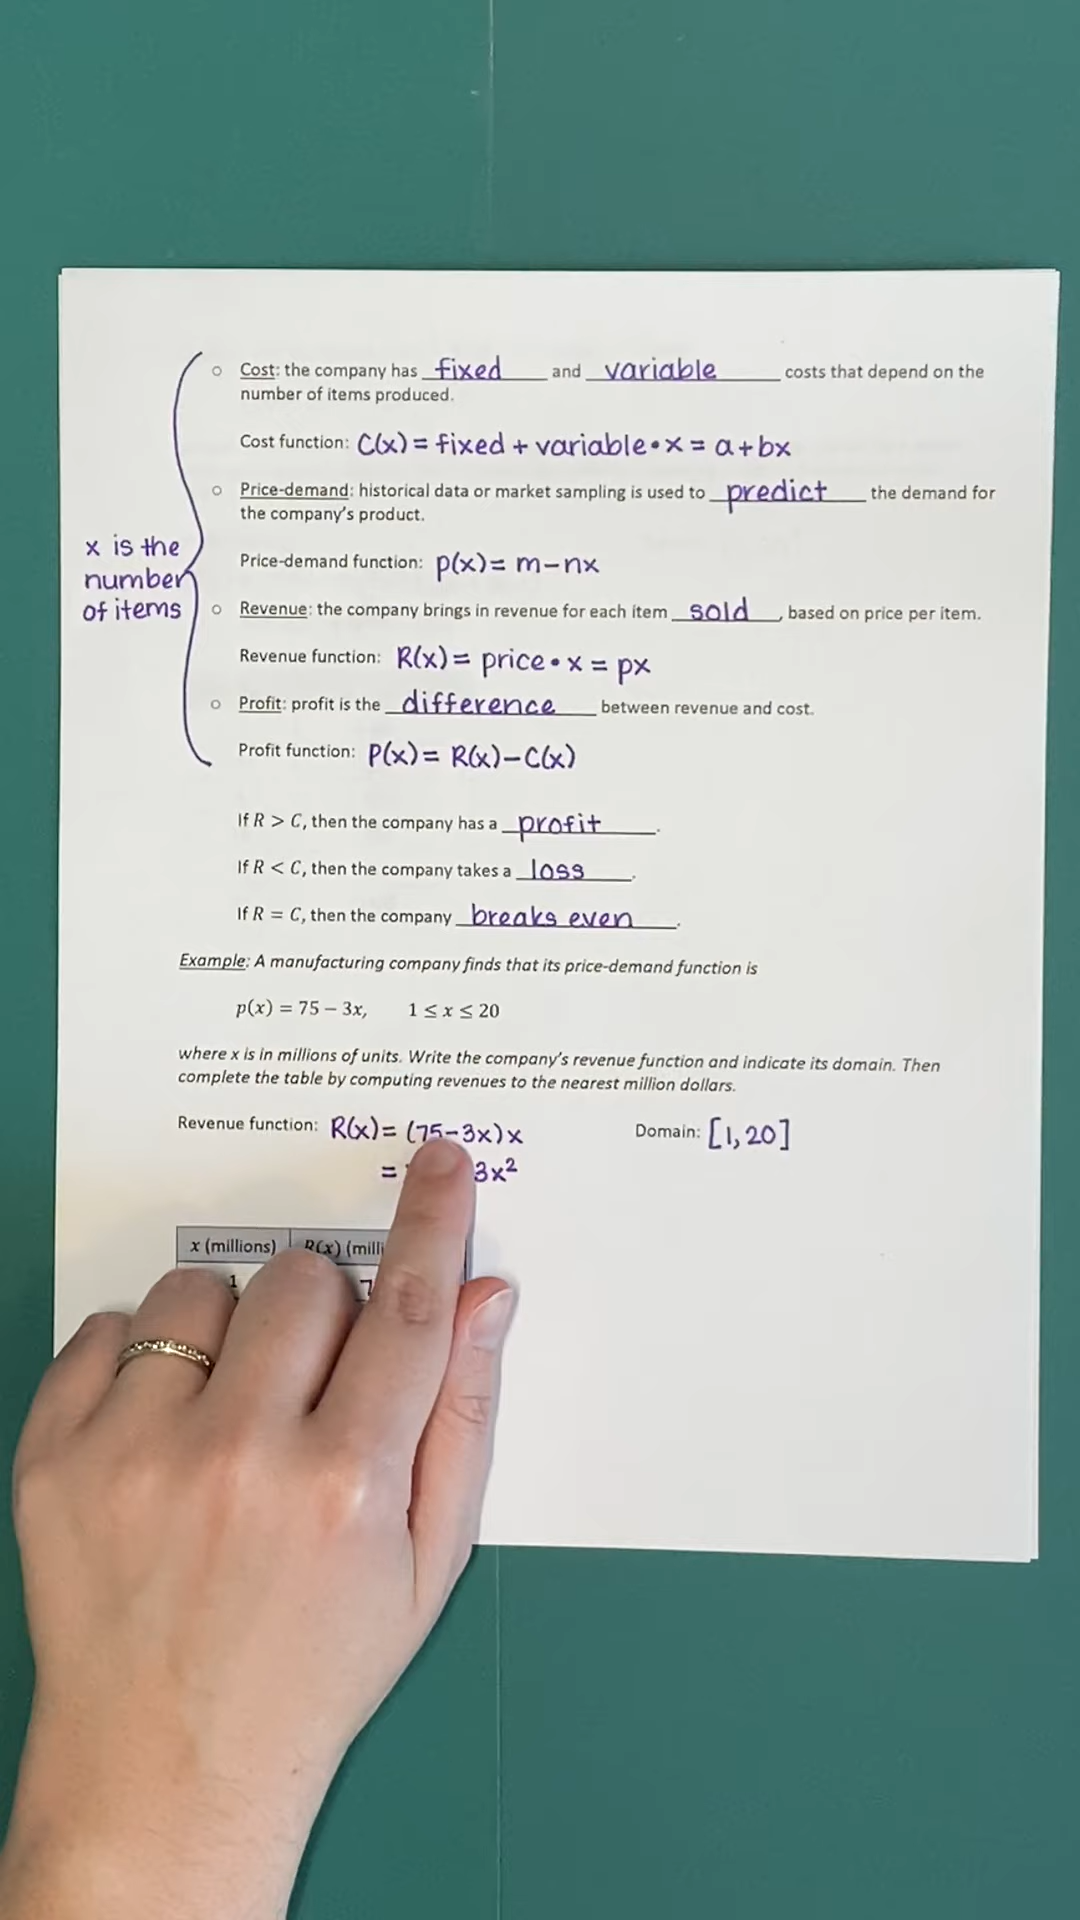 ○ Cost: the company has fixed and variable costs that depend on the
number of items produced.
Cost function: C(x) = fixed + variable • x = a + bx
○ Price-demand: historical data or market sampling is used to predict the demand for
the company's product.
x is the
number
of items
Price-demand function: p(x) = m - nx
○ Revenue: the company brings in revenue for each item sold, based on price per item.
Revenue function: R(x) = price • x = px
○ Profit: profit is the difference between revenue and cost.
Profit function: P(x) = R(x) - C(x)
If R > C, then the company has a profit.
If R < C, then the company takes a loss.
If R = C, then the company breaks even.
Example: A manufacturing company finds that its price-demand function is
p(x) = 75 − 3x, 1 ≤ x ≤ 20
where x is in millions of units. Write the company's revenue function and indicate its domain. Then
complete the table by computing revenues to the nearest million dollars.
Revenue function: R(x) = (75-3x)x Domain: [1, 20]
= 3x²
x (millions) R(x)
1